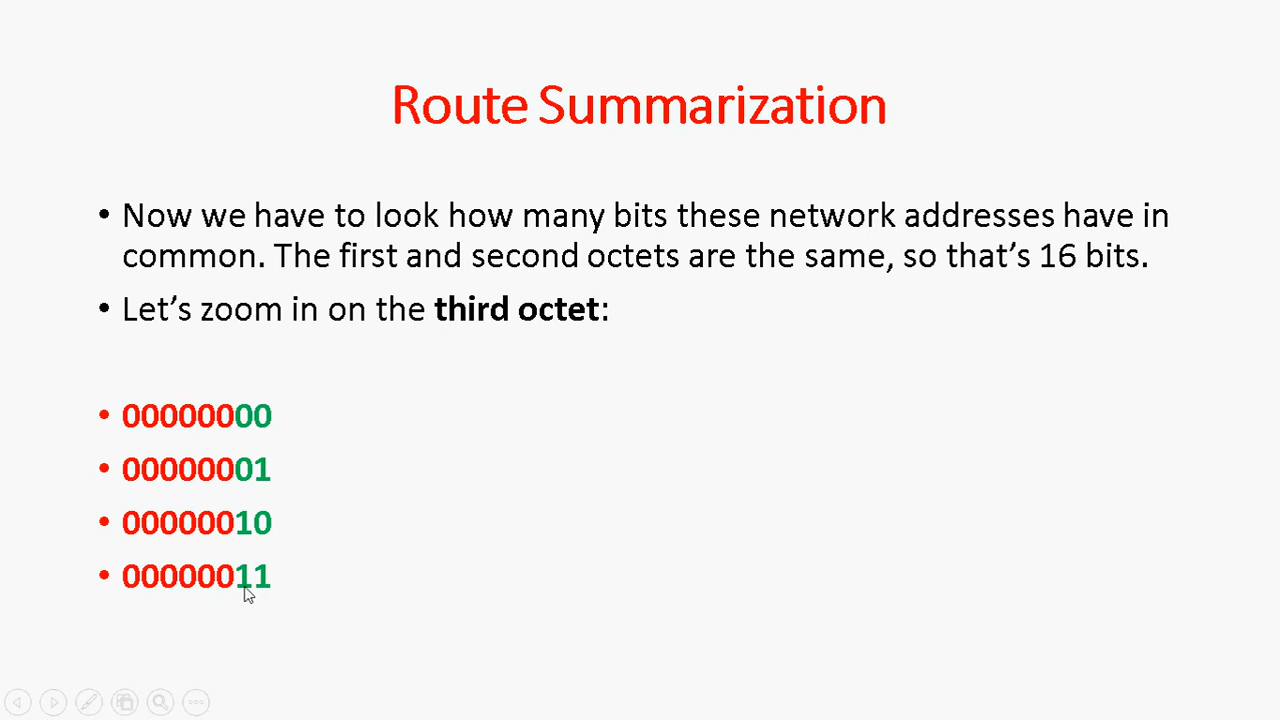 Route Summarization
• Now we have to look how many bits these network addresses have in
common. The first and second octets are the same, so that’s 16 bits.
• Let’s zoom in on the third octet:
• 00000000
• 00000001
• 00000010
• 00000011